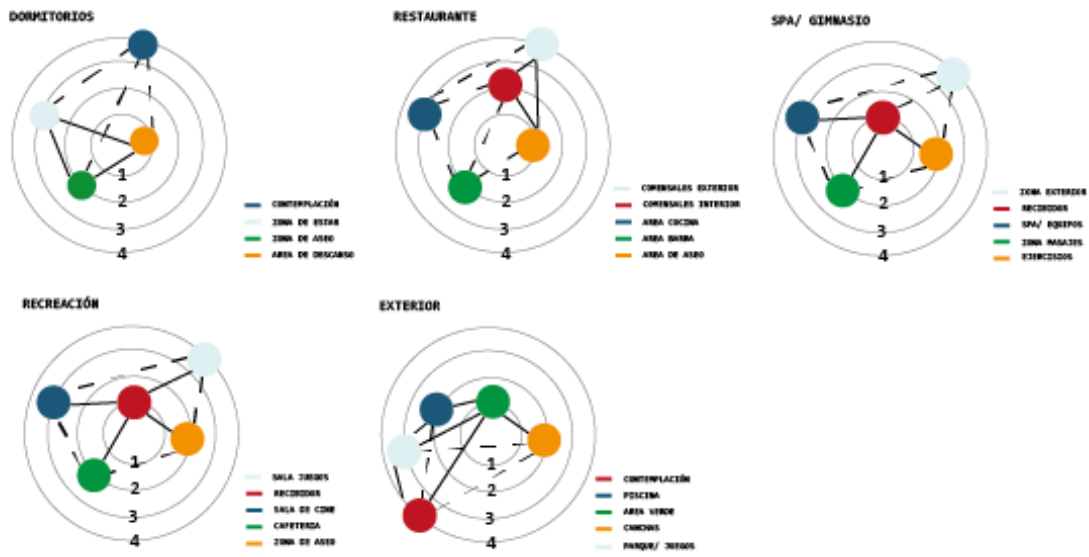 DORMITORIOS
1
2
3
4
CONTEMPLACIÓN
ZONA DE ESTAR
ZONA DE ASEO
AREA DE DESCANSO
RESTAURANTE
1
2
3
4
COMENSALES EXTERIOR
COMENSALES INTERIOR
AREA COCINA
AREA BARRA
AREA DE ASEO
SPA/ GIMNASIO
1
2
3
4
ZONA EXTERIOR
RECIBIDOR
SPA/ EQUIPOS
ZONA MASAJES
EJERCISIOS
RECREACIÓN
1
2
3
4
SALA JUEGOS
RECIBIDOR
SALA DE CINE
CAFETERIA
ZONA DE ASEO
EXTERIOR
1
2
3
4
CONTEMPLACIÓN
PISCINA
AREA VERDE
CANCHAS
PARQUE/ JUEGOS